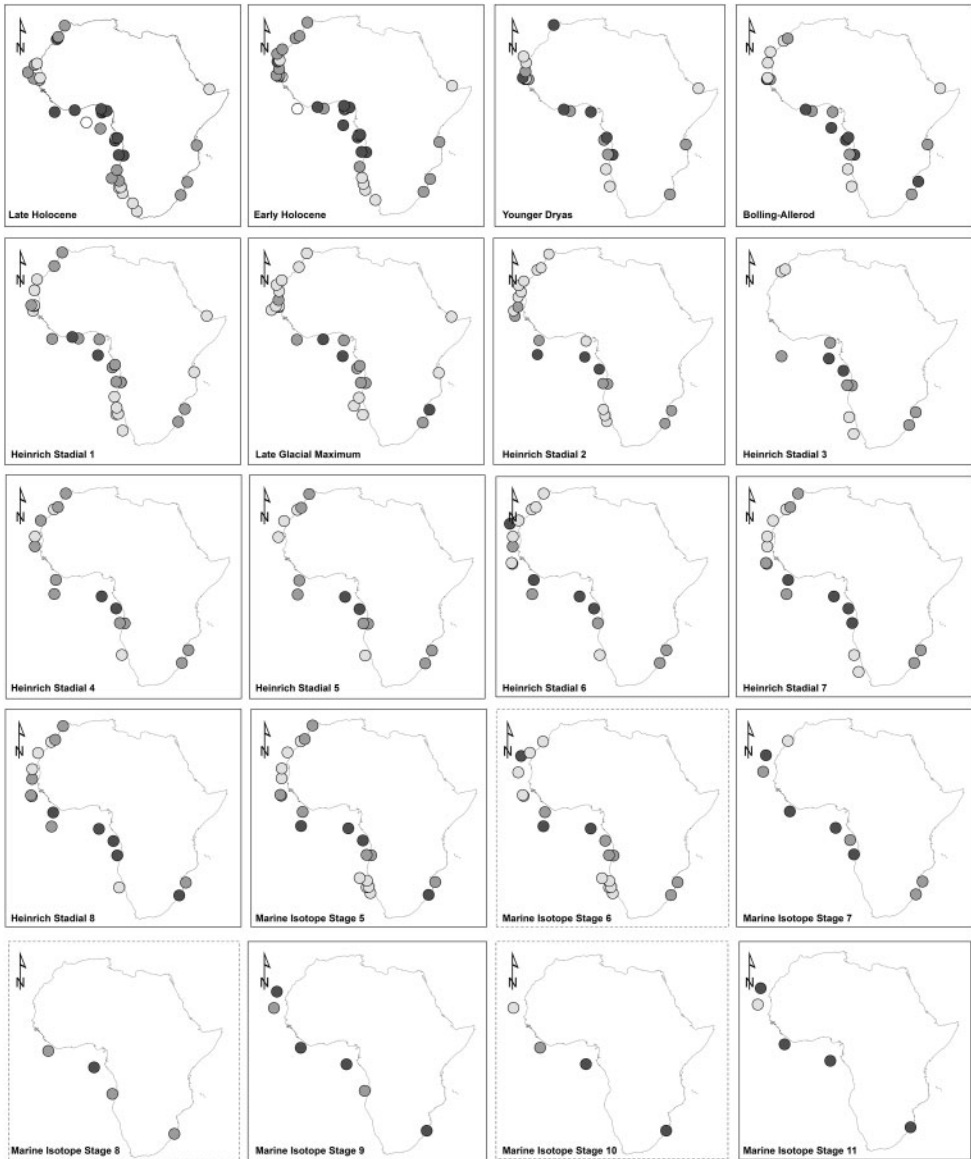 N N N N
Late Holocene Early Holocene Younger Dryas Bolling-Allerod
N N N N
Heinrich Stadial 1 Late Glacial Maximum Heinrich Stadial 2 Heinrich Stadial 3
N N N N
Heinrich Stadial 4 Heinrich Stadial 5 Heinrich Stadial 6 Heinrich Stadial 7
N N N N
Heinrich Stadial 8 Marine Isotope Stage 5 Marine Isotope Stage 6 Marine Isotope Stage 7
N N N N
Marine Isotope Stage 8 Marine Isotope Stage 9 Marine Isotope Stage 10 Marine Isotope Stage 11